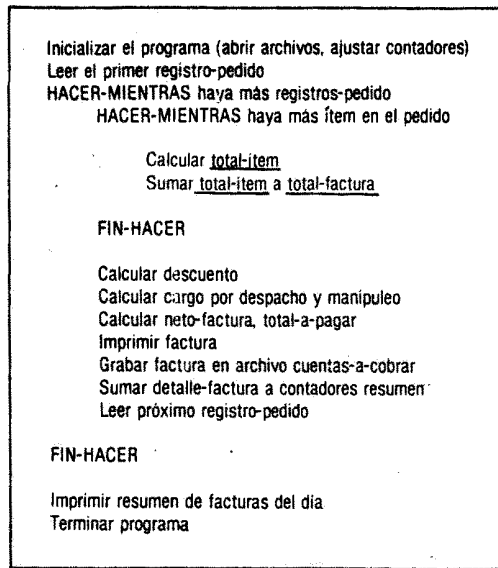 Inicializar el programa (abrir archivos, ajustar contadores)
Leer el primer registro-pedido
HACER-MIENTRAS haya más registros-pedido
HACER-MIENTRAS haya más ítem en el pedido
Calcular total-item
Sumar total-item a total-factura
FIN-HACER
Calcular descuento
Calcular cargo por despacho y manipuleo
Calcular neto-factura, total-a-pagar
Imprimir factura
Grabar factura en archivo cuentas-a-cobrar
Sumar detalle-factura a contadores resumen
Leer próximo registro-pedido
FIN-HACER
Imprimir resumen de facturas del día
Terminar programa